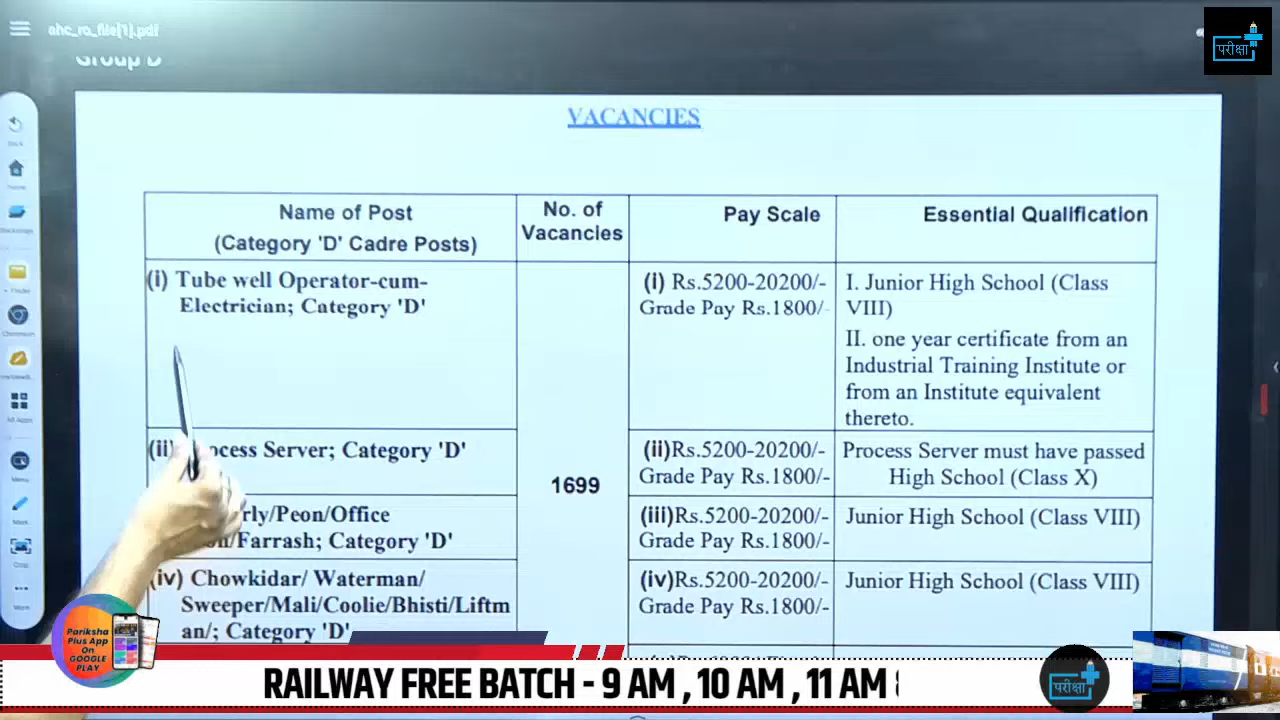 ahc_ro_file[1].pdf
Group D
परीक्षा
VACANCIES
Name of Post
(Category 'D' Cadre Posts)
No. of
Vacancies
Pay Scale
Essential Qualification
(i) Tube well Operator-cum-
Electrician; Category 'D'
(i) Rs.5200-20200/-
Grade Pay Rs.1800/-
I. Junior High School (Class
VIII)
II. one year certificate from an
Industrial Training Institute or
from an Institute equivalent
thereto.
(ii) Server; Category 'D'
1699
(ii)Rs.5200-20200/-
Grade Pay Rs.1800/-
Process Server must have passed
High School (Class X)
/Peon/Office
/Farrash; Category 'D'
(iii)Rs.5200-20200/-
Grade Pay Rs.1800/-
Junior High School (Class VIII)
(iv) Chowkidar/ Waterman/
Sweeper/Mali/Coolie/Bhisti/Liftm
an/; Category 'D'
(iv)Rs.5200-20200/-
Grade Pay Rs.1800/-
Junior High School (Class VIII)
Pariksha
Plus App
On
GOOGLE
PLAY
RAILWAY FREE BATCH - 9 AM , 10 AM , 11 AM
परीक्षा